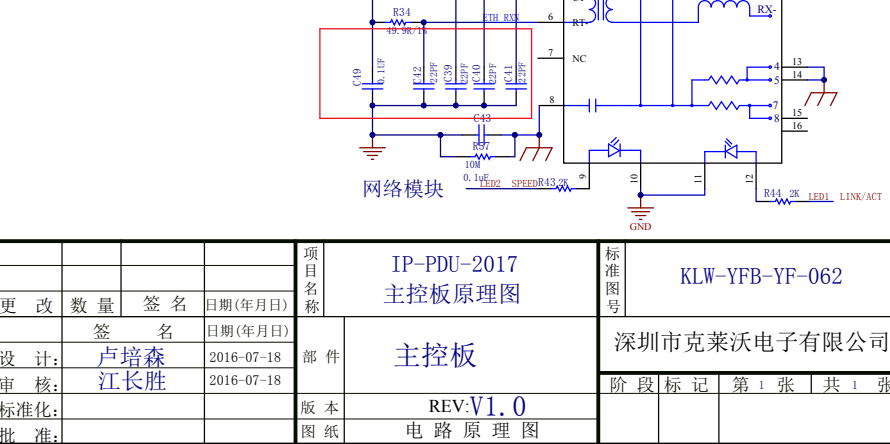 R34
49.9K/1%
ETH_RXN
6
RT-
RX-
7
NC
C49
0.1UF
C42
22PF
C39
22PF
C40
22PF
C41
22PF
4
13
5
14
7
15
8
16
8
C43
R57
10M
0.1uF
网络模块
LED2 SPEED
R43 2K
9
10
11
12
GND
R44 2K
LED1 LINK/ACT
更 改 数 量 签 名 日期(年月日)
签 名 日期(年月日)
设 计: 卢培森 2016-07-18
审 核: 江长胜 2016-07-18
标准化:
批 准:
项目名称
IP-PDU-2017
主控板原理图
部 件
主控板
版 本
REV:V1.0
图 纸
电 路 原 理 图
标准图号
KLW-YFB-YF-062
深圳市克莱沃电子有限公司
阶 段 标 记 第 1 张 共 1 张